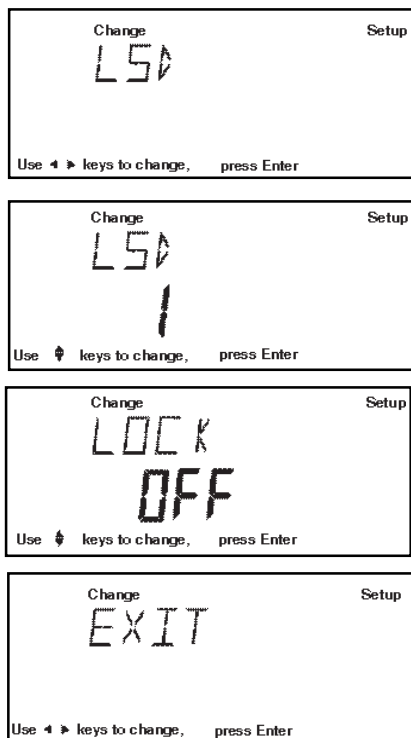 Change Setup
LSD
Use ◄ ► keys to change, press Enter
Change Setup
LSD
1
Use ▲▼ keys to change, press Enter
Change Setup
LOCK
OFF
Use ▲▼ keys to change, press Enter
Change Setup
EXIT
Use ◄ ► keys to change, press Enter